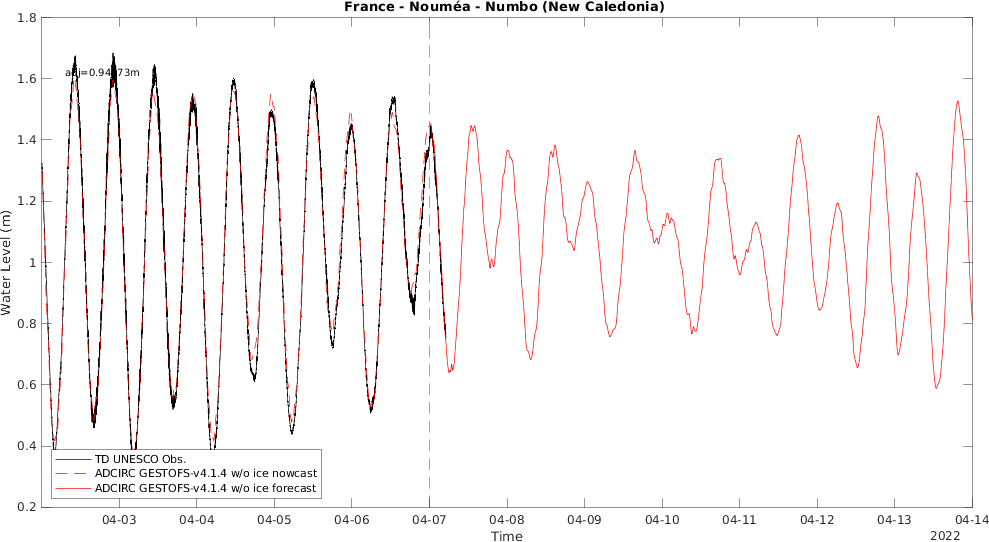 France - Nouméa - Numbo (New Caledonia)
Water Level (m)
1.8
1.6
1.4
1.2
1
0.8
0.6
0.4
0.2
TD UNESCO Obs.
ADCIRC GESTOFS-v4.1.4 w/o ice nowcast
ADCIRC GESTOFS-v4.1.4 w/o ice forecast
04-03 04-04 04-05 04-06 04-07 04-08 04-09 04-10 04-11 04-12 04-13 04-14
Time
2022